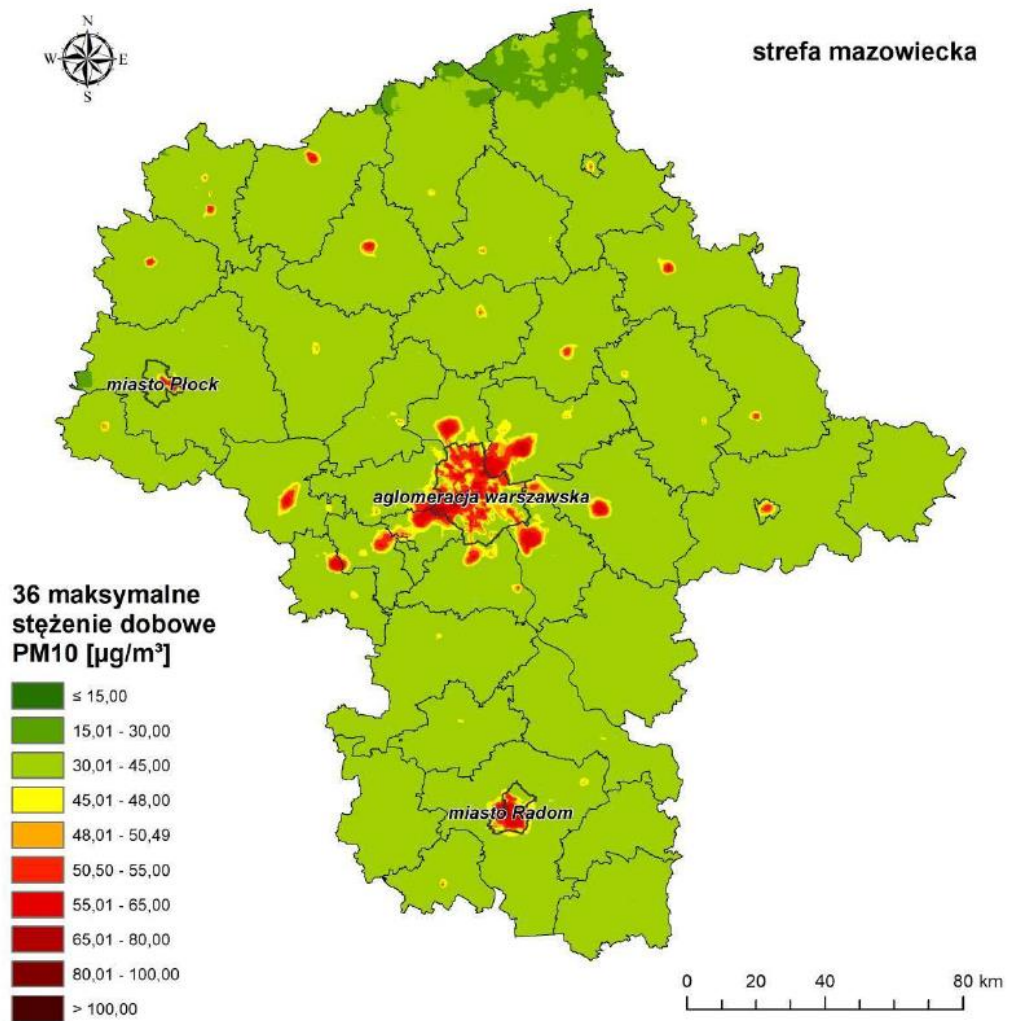 N
W E
S
strefa mazowiecka
miasto Płock
aglomeracja warszawska
miasto Radom
36 maksymalne
stężenie dobowe
PM10 [µg/m³]
≤ 15,00
15,01 - 30,00
30,01 - 45,00
45,01 - 48,00
48,01 - 50,49
50,50 - 55,00
55,01 - 65,00
65,01 - 80,00
80,01 - 100,00
> 100,00
0 20 40 80 km